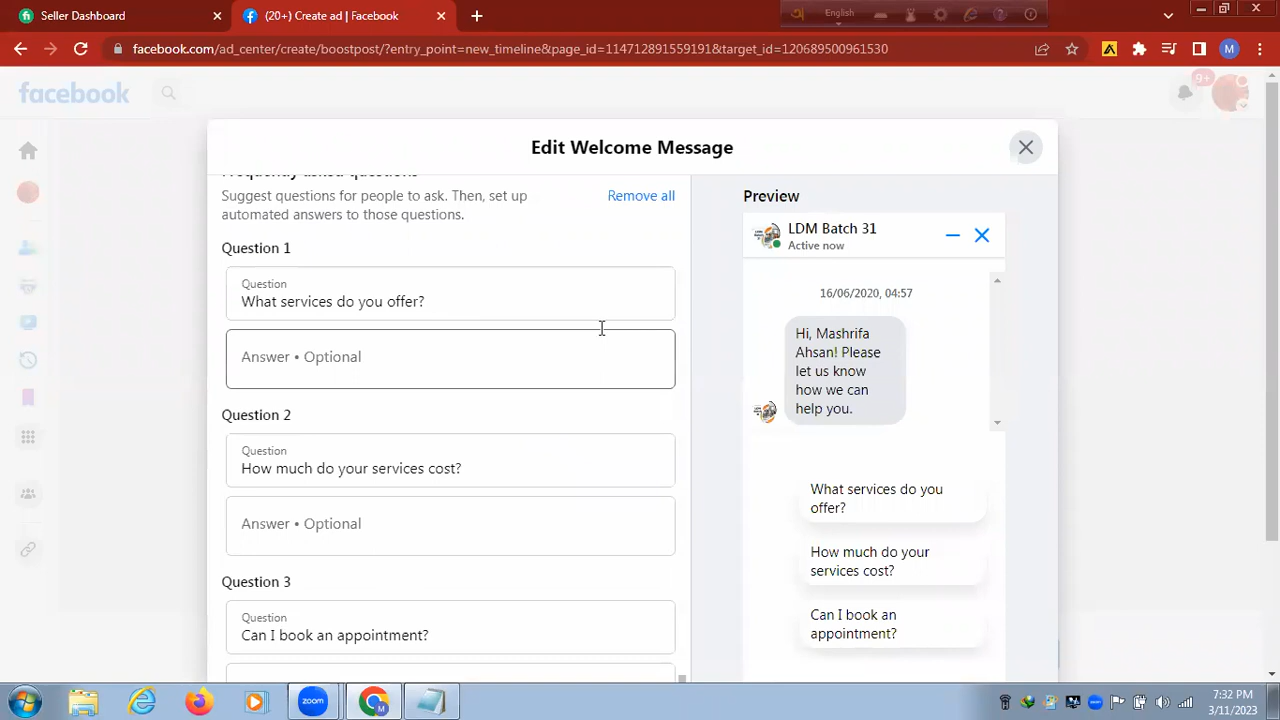 Seller Dashboard
(20+) Create ad | Facebook
English
facebook.com/ad_center/create/boostpost/?entry_point=new_timeline&page_id=114712891559191&target_id=120689500961530
M
facebook
9+
Edit Welcome Message
Frequently asked questions
Suggest questions for people to ask. Then, set up
automated answers to those questions.
Remove all
Question 1
Question
What services do you offer?
Answer • Optional
Question 2
Question
How much do your services cost?
Answer • Optional
Question 3
Question
Can I book an appointment?
Preview
LDM Batch 31
Active now
16/06/2020, 04:57
Hi, Mashrifa
Ahsan! Please
let us know
how we can
help you.
What services do you
offer?
How much do your
services cost?
Can I book an
appointment?
zoom
M
7:32 PM
3/11/2023